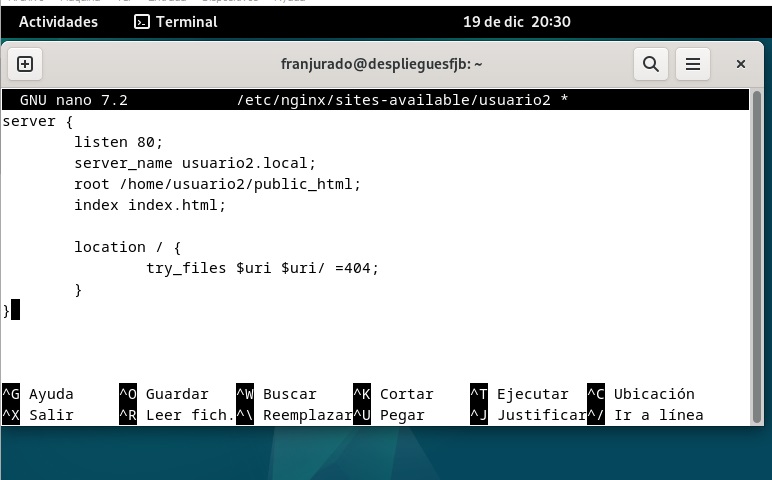 Actividades Terminal 19 de dic 20:30
franjurado@desplieguesfjb: ~
GNU nano 7.2 /etc/nginx/sites-available/usuario2 *
server {
listen 80;
server_name usuario2.local;
root /home/usuario2/public_html;
index index.html;
location / {
try_files $uri $uri/ =404;
}
}
^G Ayuda ^O Guardar ^W Buscar ^K Cortar ^T Ejecutar ^C Ubicación
^X Salir ^R Leer fich. ^\ Reemplazar ^U Pegar ^J Justificar ^/ Ir a línea